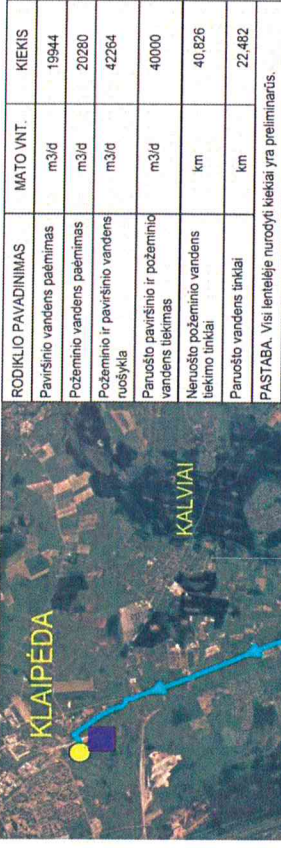 KLAIPĖDA
KALVIAI
RODIKLIO PAVADINIMAS MATO VNT. KIEKIS
Paviršinio vandens paėmimas m3/d 19944
Požeminio vandens paėmimas m3/d 20280
Požeminio ir paviršinio vandens
ruošykla m3/d 42264
Paruošto paviršinio ir požeminio
vandens tiekimas m3/d 40000
Neruošto požeminio vandens
tiekimo tinklai km 40,826
Paruošto vandens tinklai km 22,482
PASTABA. Visi lentelėje nurodyti kiekiai yra preliminarūs.